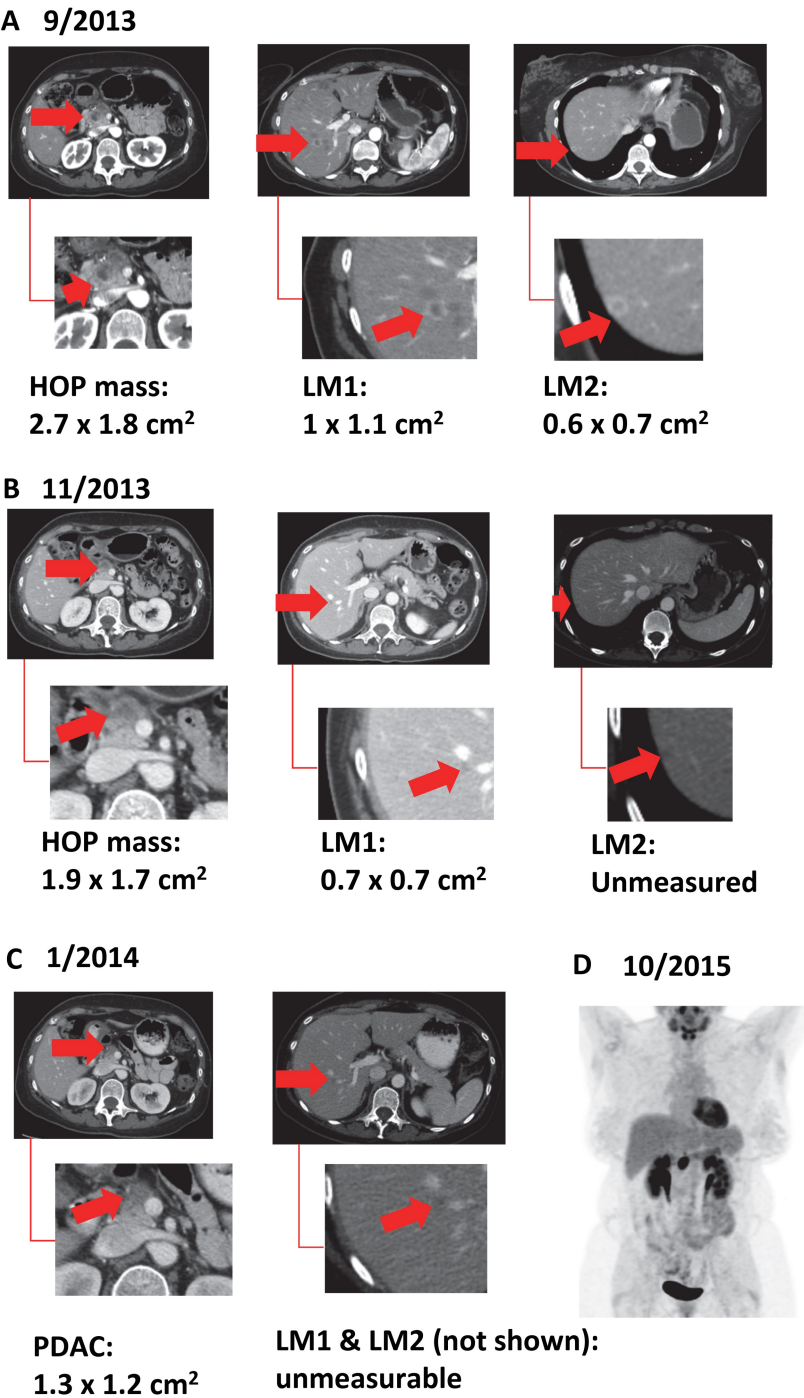 A 9/2013
HOP mass:
2.7 x 1.8 cm²
LM1:
1 x 1.1 cm²
LM2:
0.6 x 0.7 cm²
B 11/2013
HOP mass:
1.9 x 1.7 cm²
LM1:
0.7 x 0.7 cm²
LM2:
Unmeasured
C 1/2014
D 10/2015
PDAC:
1.3 x 1.2 cm²
LM1 & LM2 (not shown):
unmeasurable